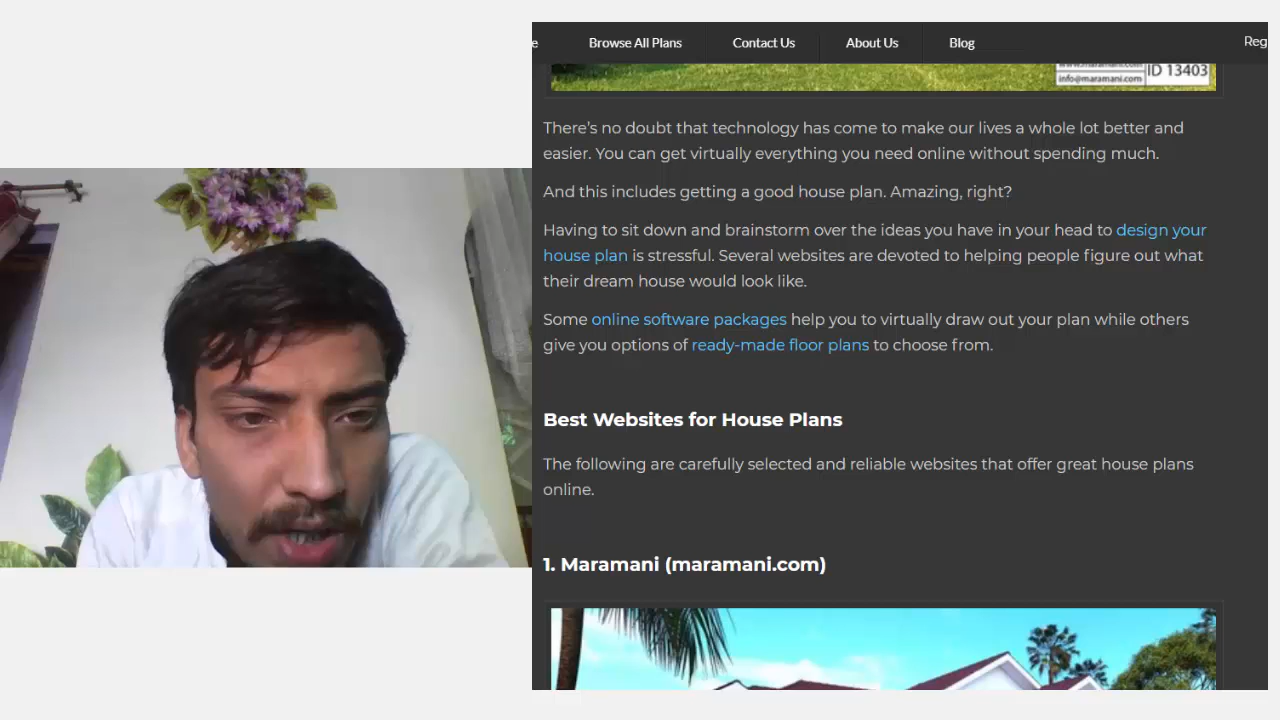 e Browse All Plans Contact Us About Us Blog Reg
www.maramani.com
info@maramani.com ID 13403
There's no doubt that technology has come to make our lives a whole lot better and
easier. You can get virtually everything you need online without spending much.
And this includes getting a good house plan. Amazing, right?
Having to sit down and brainstorm over the ideas you have in your head to design your
house plan is stressful. Several websites are devoted to helping people figure out what
their dream house would look like.
Some online software packages help you to virtually draw out your plan while others
give you options of ready-made floor plans to choose from.
Best Websites for House Plans
The following are carefully selected and reliable websites that offer great house plans
online.
1. Maramani (maramani.com)